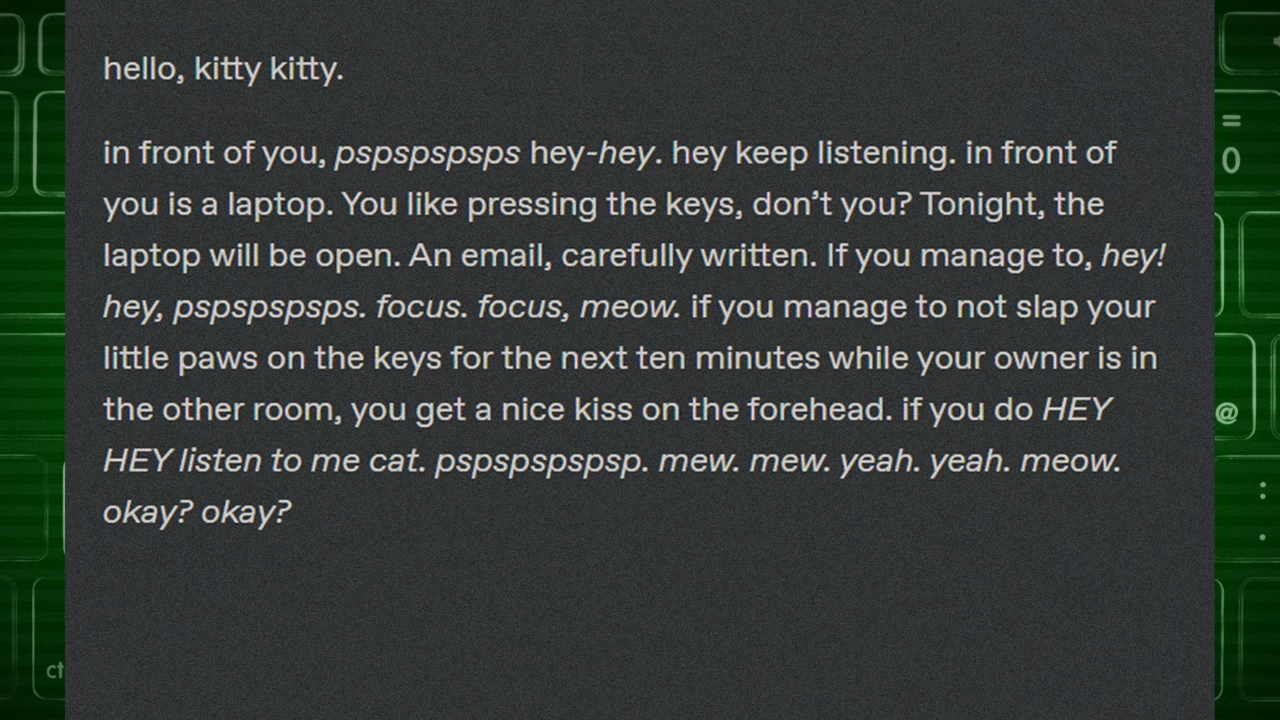 hello, kitty kitty.
in front of you, pspspspsps hey-hey. hey keep listening. in front of
you is a laptop. You like pressing the keys, don’t you? Tonight, the
laptop will be open. An email, carefully written. If you manage to, hey!
hey, pspspspsps. focus. focus, meow. if you manage to not slap your
little paws on the keys for the next ten minutes while your owner is in
the other room, you get a nice kiss on the forehead. if you do HEY
HEY listen to me cat. pspspspspsp. mew. mew. yeah. yeah. meow.
okay? okay?
=
0
@
:
ct